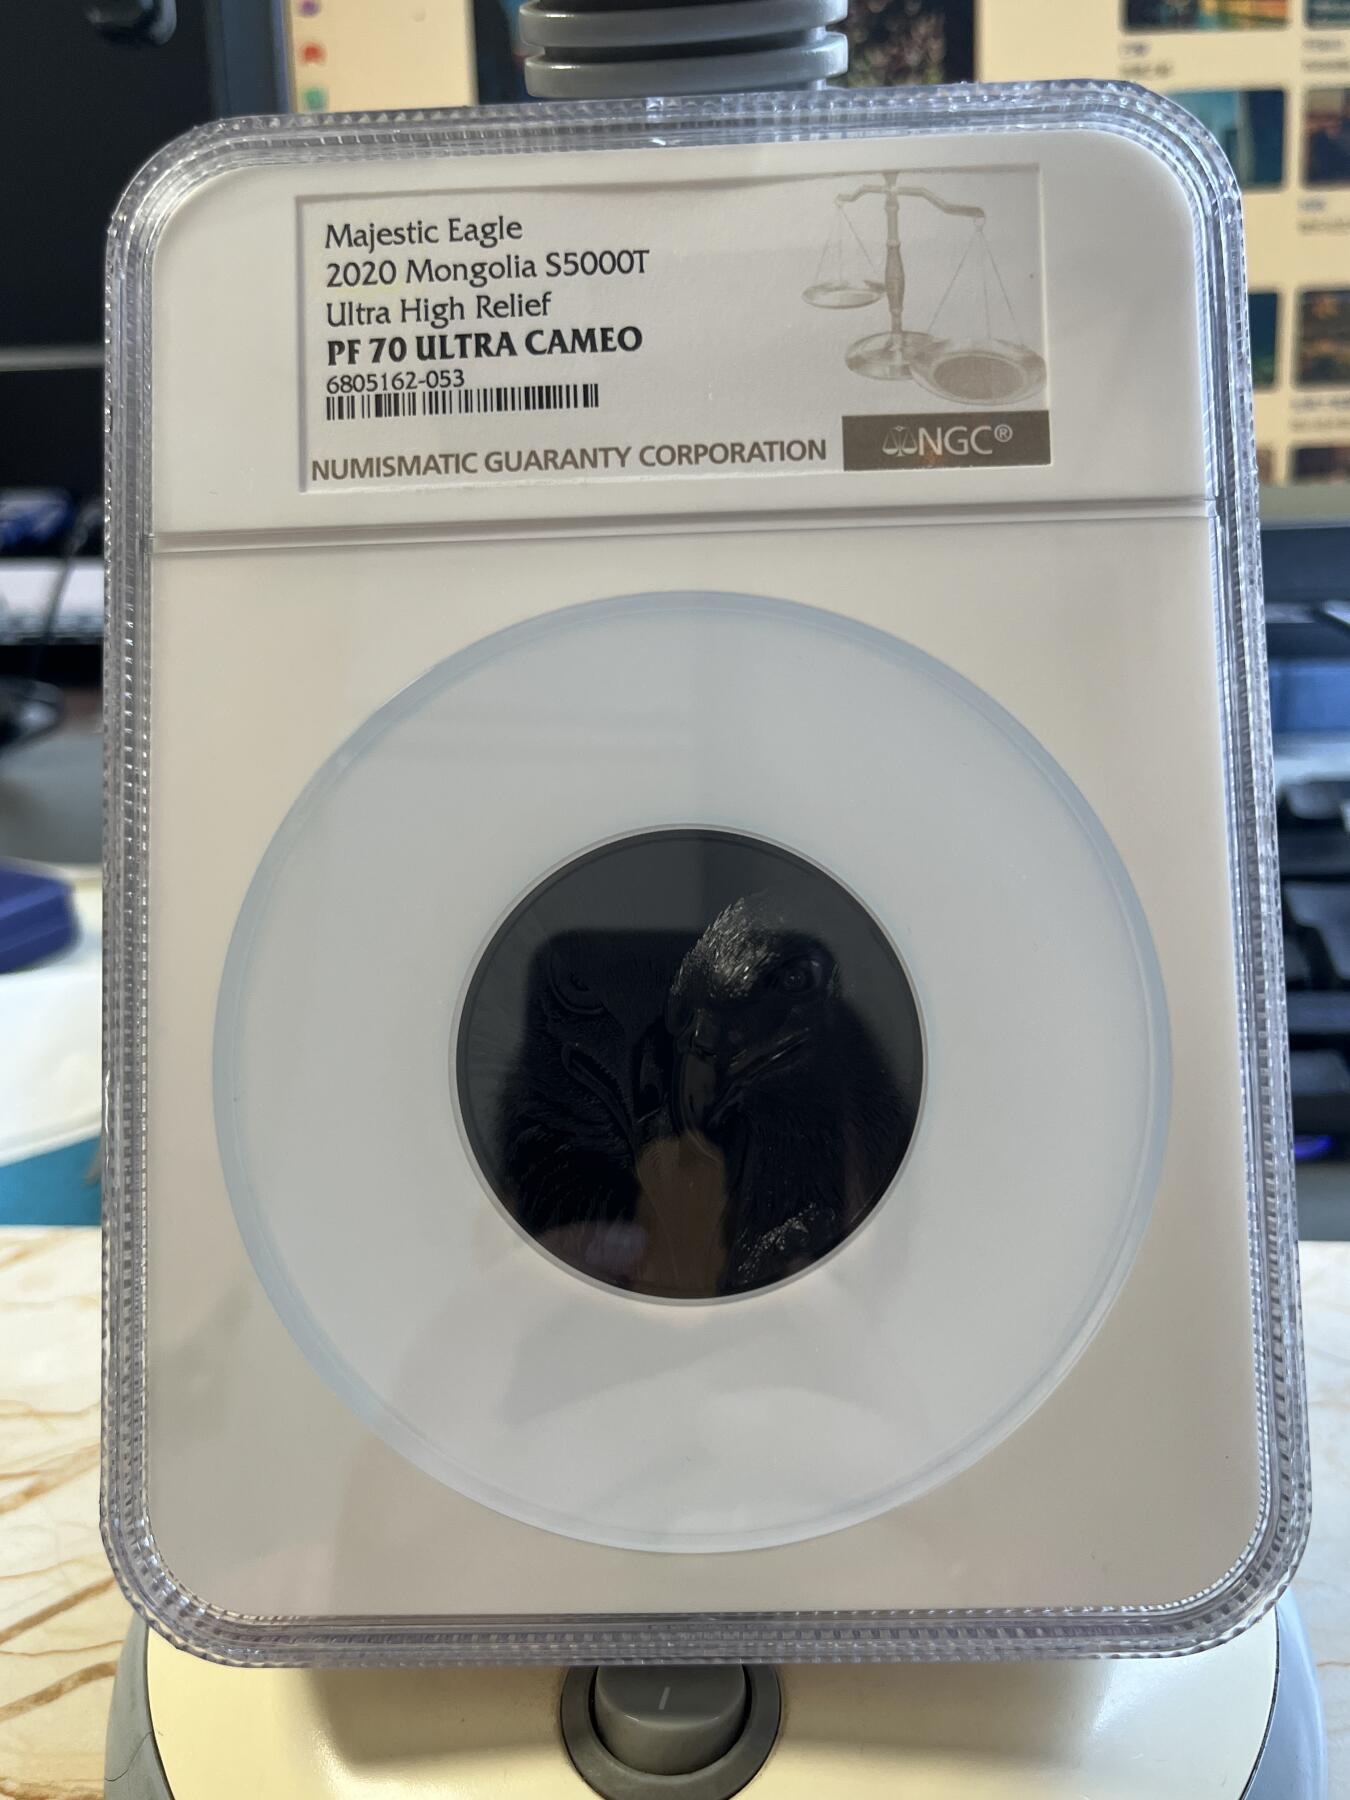 Majestic Eagle
2020 Mongolia S5000T
Ultra High Relief
PF 70 ULTRA CAMEO
6805162-053
NUMISMATIC GUARANTY CORPORATION
NGC®